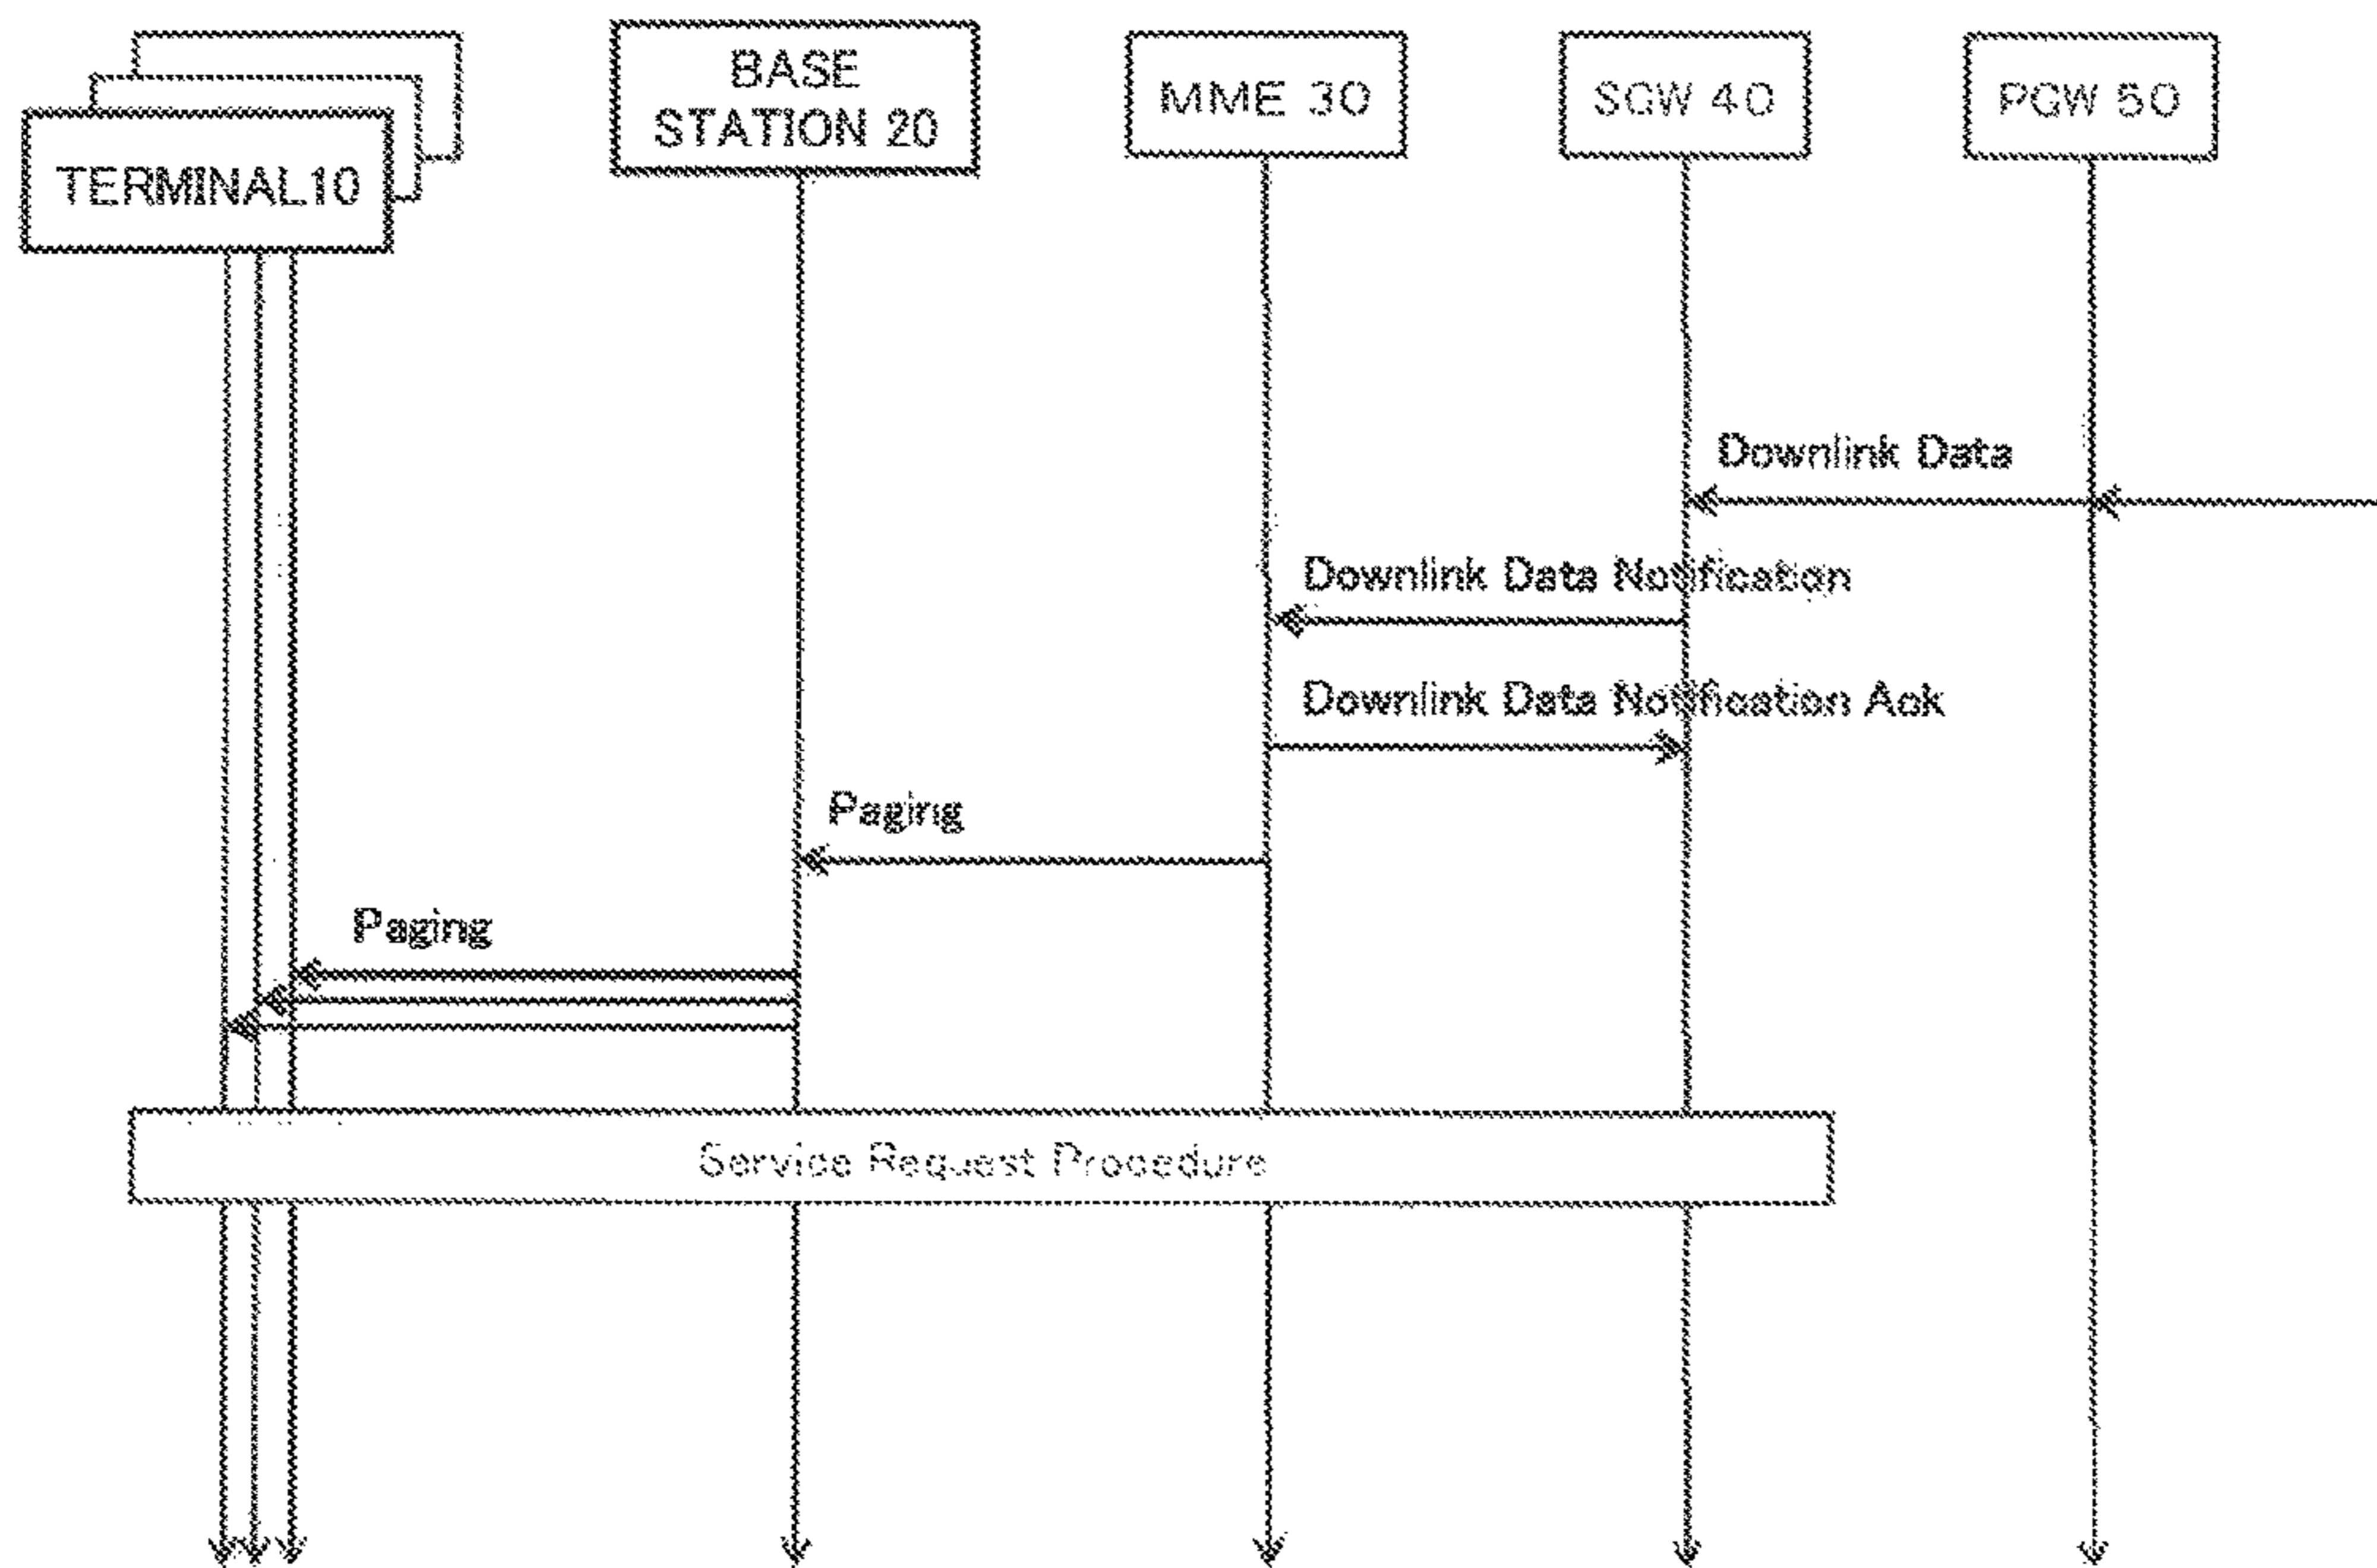 BASE
STATION 20
MME 30
SGW 40
PGW 50
TERMINAL10
Downlink Data
Downlink Data Notification
Downlink Data Notification Ack
Paging
Paging
Service Request Procedure